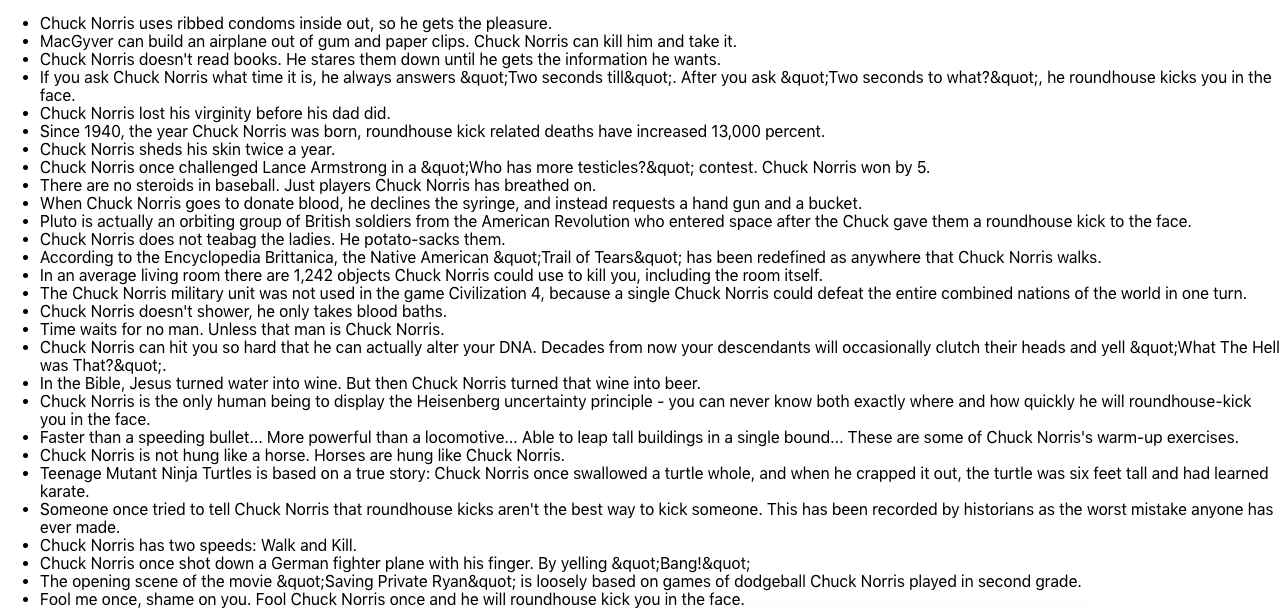 • Chuck Norris uses ribbed condoms inside out, so he gets the pleasure.
• MacGyver can build an airplane out of gum and paper clips. Chuck Norris can kill him and take it.
• Chuck Norris doesn't read books. He stares them down until he gets the information he wants.
• If you ask Chuck Norris what time it is, he always answers &quot;Two seconds till&quot;. After you ask &quot;Two seconds to what?&quot;, he roundhouse kicks you in the
face.
• Chuck Norris lost his virginity before his dad did.
• Since 1940, the year Chuck Norris was born, roundhouse kick related deaths have increased 13,000 percent.
• Chuck Norris sheds his skin twice a year.
• Chuck Norris once challenged Lance Armstrong in a &quot;Who has more testicles?&quot; contest. Chuck Norris won by 5.
• There are no steroids in baseball. Just players Chuck Norris has breathed on.
• When Chuck Norris goes to donate blood, he declines the syringe, and instead requests a hand gun and a bucket.
• Pluto is actually an orbiting group of British soldiers from the American Revolution who entered space after the Chuck gave them a roundhouse kick to the face.
• Chuck Norris does not teabag the ladies. He potato-sacks them.
• According to the Encyclopedia Brittanica, the Native American &quot;Trail of Tears&quot; has been redefined as anywhere that Chuck Norris walks.
• In an average living room there are 1,242 objects Chuck Norris could use to kill you, including the room itself.
• The Chuck Norris military unit was not used in the game Civilization 4, because a single Chuck Norris could defeat the entire combined nations of the world in one turn.
• Chuck Norris doesn't shower, he only takes blood baths.
• Time waits for no man. Unless that man is Chuck Norris.
• Chuck Norris can hit you so hard that he can actually alter your DNA. Decades from now your descendants will occasionally clutch their heads and yell &quot;What The Hell
was That?&quot;.
• In the Bible, Jesus turned water into wine. But then Chuck Norris turned that wine into beer.
• Chuck Norris is the only human being to display the Heisenberg uncertainty principle - you can never know both exactly where and how quickly he will roundhouse-kick
you in the face.
• Faster than a speeding bullet... More powerful than a locomotive... Able to leap tall buildings in a single bound... These are some of Chuck Norris's warm-up exercises.
• Chuck Norris is not hung like a horse. Horses are hung like Chuck Norris.
• Teenage Mutant Ninja Turtles is based on a true story: Chuck Norris once swallowed a turtle whole, and when he crapped it out, the turtle was six feet tall and had learned
karate.
• Someone once tried to tell Chuck Norris that roundhouse kicks aren't the best way to kick someone. This has been recorded by historians as the worst mistake anyone has
ever made.
• Chuck Norris has two speeds: Walk and Kill.
• Chuck Norris once shot down a German fighter plane with his finger. By yelling &quot;Bang!&quot;
• The opening scene of the movie &quot;Saving Private Ryan&quot; is loosely based on games of dodgeball Chuck Norris played in second grade.
• Fool me once, shame on you. Fool Chuck Norris once and he will roundhouse kick you in the face.